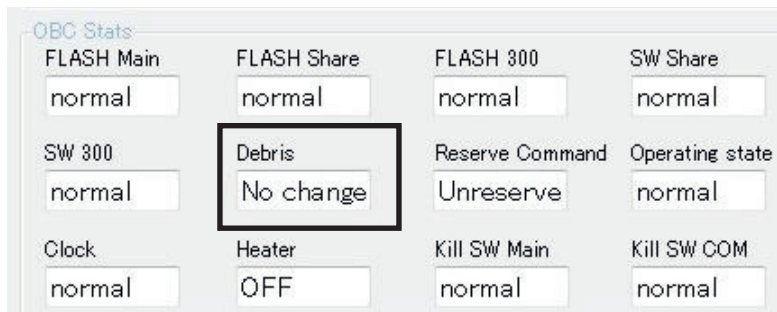 OBC Stats
FLASH Main FLASH Share FLASH 300 SW Share
normal normal normal normal
SW 300 Debris Reserve Command Operating state
normal No change Unreserve normal
Clock Heater Kill SW Main Kill SW COM
normal OFF normal normal